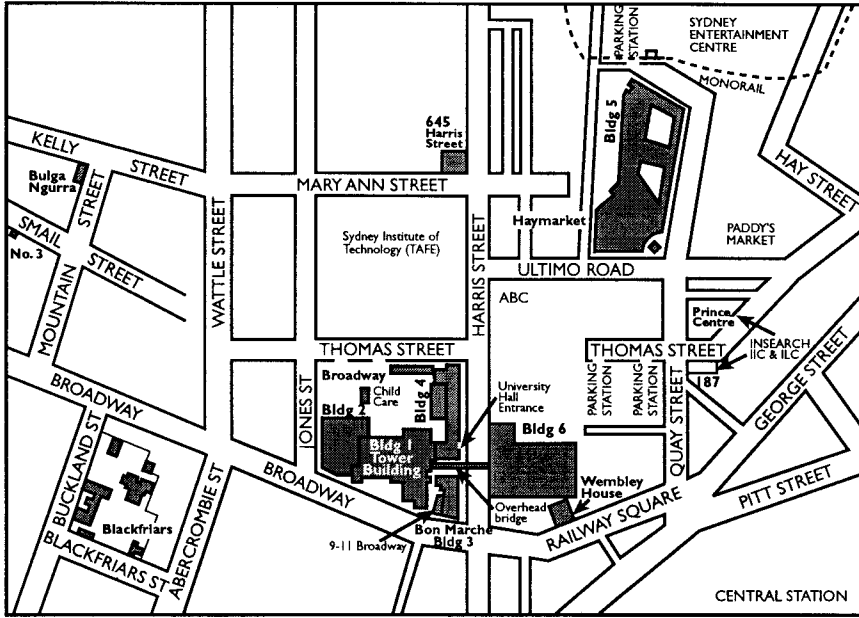 SYDNEY
ENTERTAINMENT
CENTRE
PARKING
STATION
MONORAIL
Bldg 5
645
Harris
Street
KELLY
STREET
Bulga
Ngurra
STREET
MARY ANN STREET
HAY STREET
SMAIL
STREET
No. 3
MOUNTAIN
WATTLE STREET
Sydney Institute of
Technology (TAFE)
HARRIS STREET
Haymarket
PADDY'S
MARKET
ULTIMO ROAD
ABC
Prince
Centre
INSEARCH
IIC & ILC
THOMAS STREET
THOMAS STREET
187
GEORGE STREET
BROADWAY
JONES ST
Broadway
Child
Care
Bldg 4
Bldg 2
University
Hall
Entrance
PARKING
STATION
PARKING
STATION
QUAY STREET
Bldg 6
Bldg 1
Tower
Building
BUCKLAND ST
BROADWAY
Wembley
House
PITT STREET
Blackfriars
ABERCROMBIE ST
Overhead
bridge
RAILWAY SQUARE
9-11 Broadway
Bon Marche
Bldg 3
BLACKFRIARS ST
CENTRAL STATION